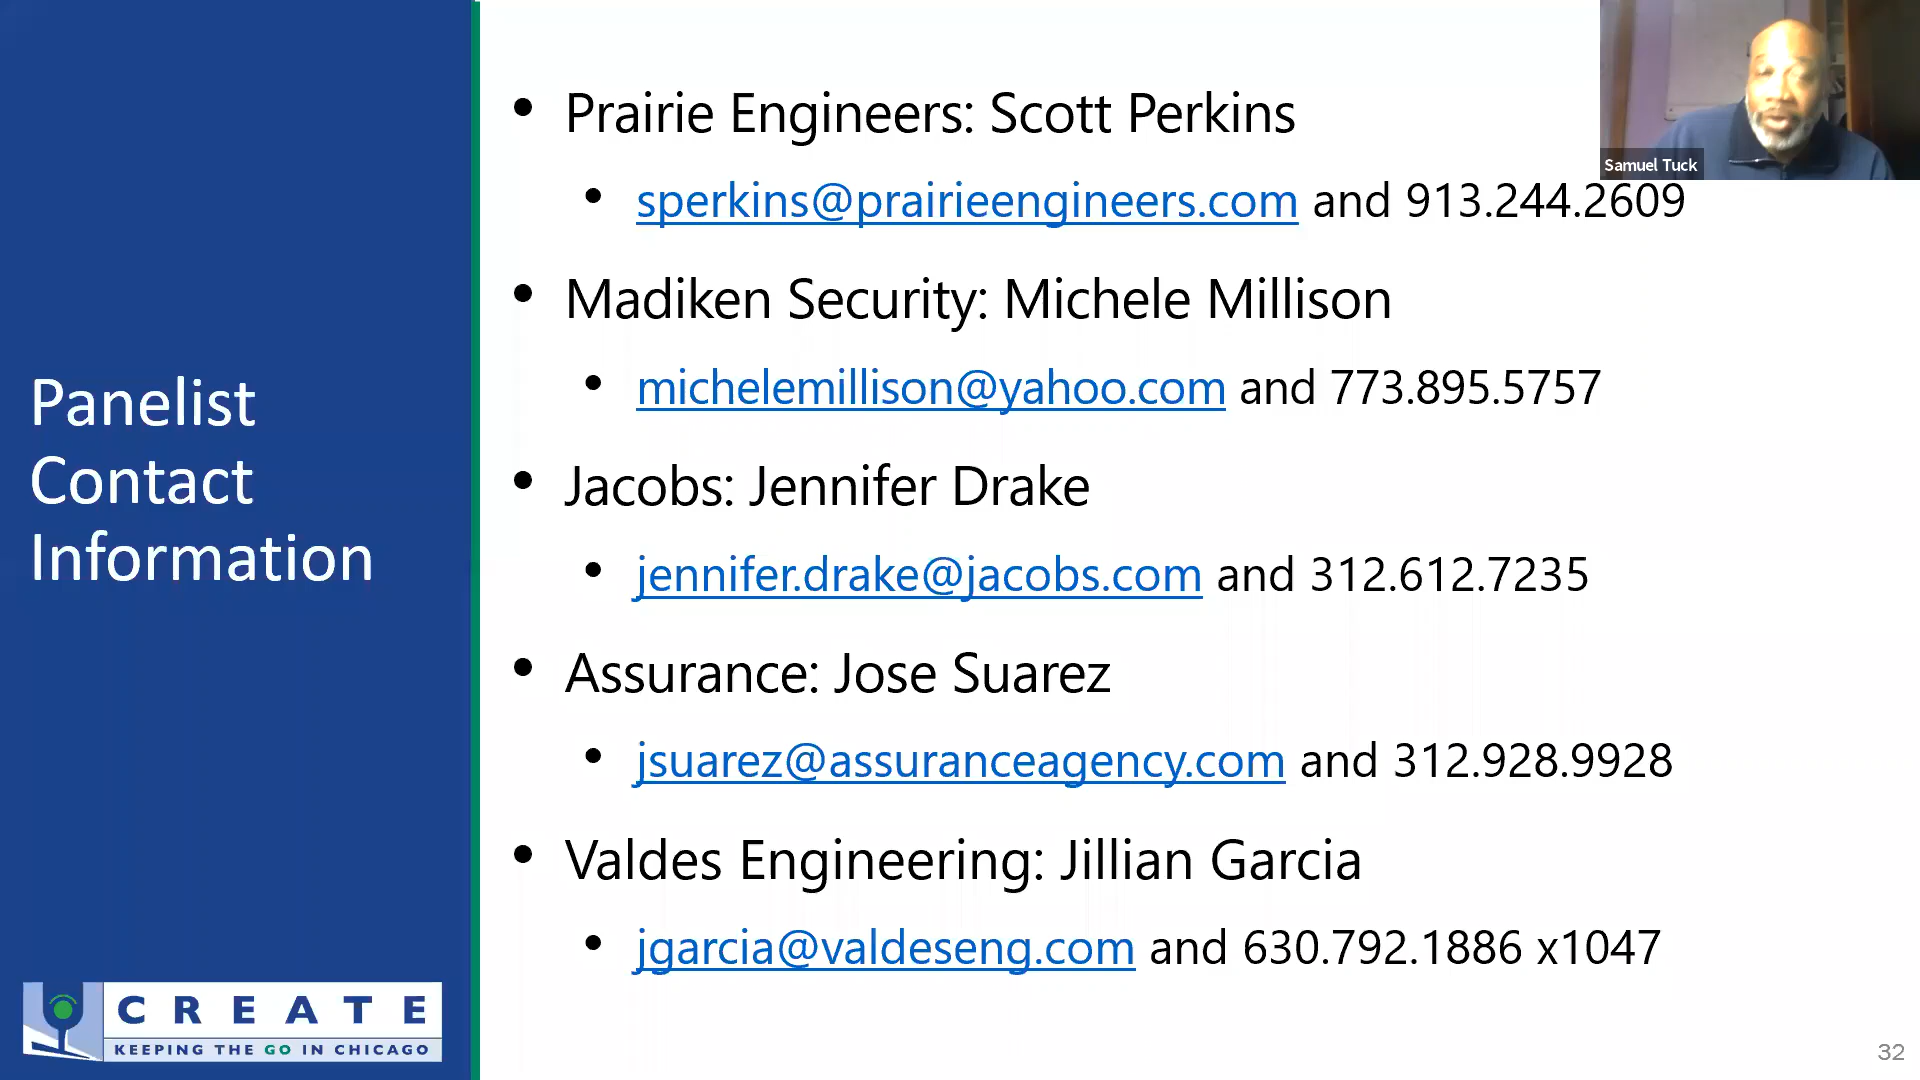 Panelist
Contact
Information
• Prairie Engineers: Scott Perkins
• sperkins@prairieengineers.com and 913.244.2609
• Madiken Security: Michele Millison
• michelemillison@yahoo.com and 773.895.5757
• Jacobs: Jennifer Drake
• jennifer.drake@jacobs.com and 312.612.7235
• Assurance: Jose Suarez
• jsuarez@assuranceagency.com and 312.928.9928
• Valdes Engineering: Jillian Garcia
• jgarcia@valdeseng.com and 630.792.1886 x1047
Samuel Tuck
CREATE
KEEPING THE GO IN CHICAGO
32